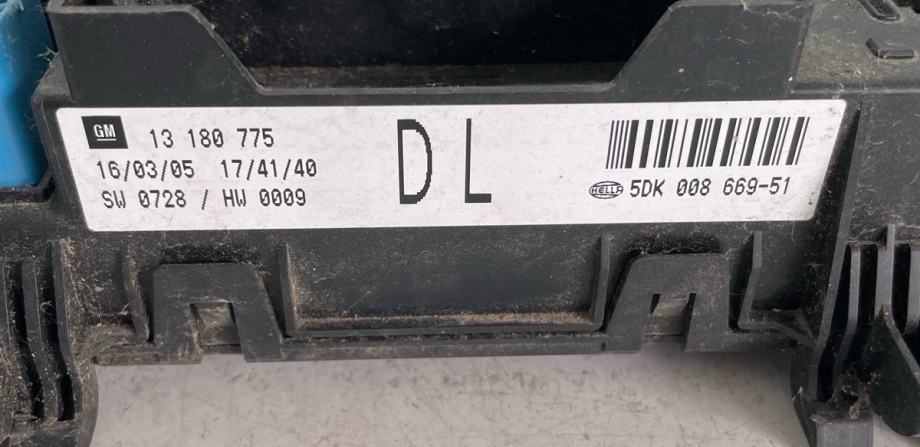 GM 13 180 775
16/03/05 17/41/40
SW 0728 / HW 0009
DL
HELLA 5DK 008 669-51